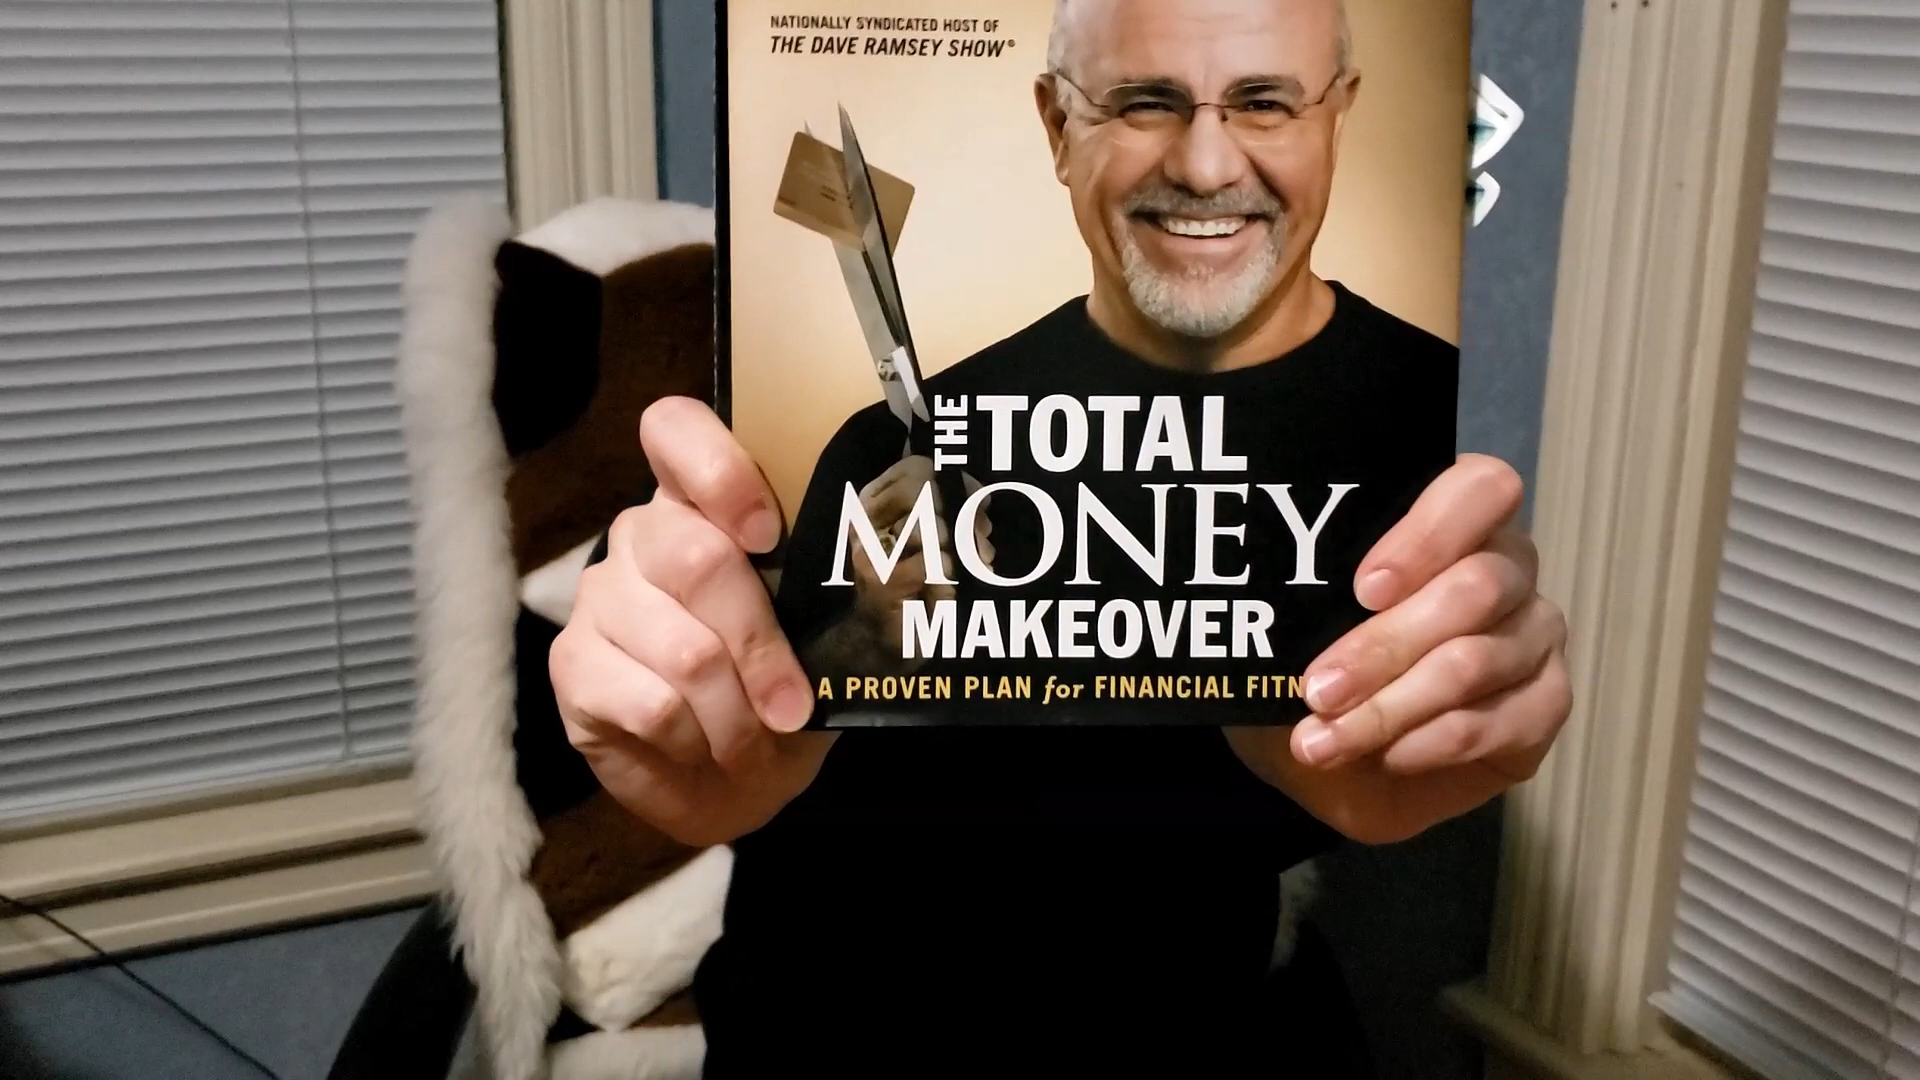 NATIONALLY SYNDICATED HOST OF
THE DAVE RAMSEY SHOW®
THE TOTAL
MONEY
MAKEOVER
A PROVEN PLAN for FINANCIAL FITN